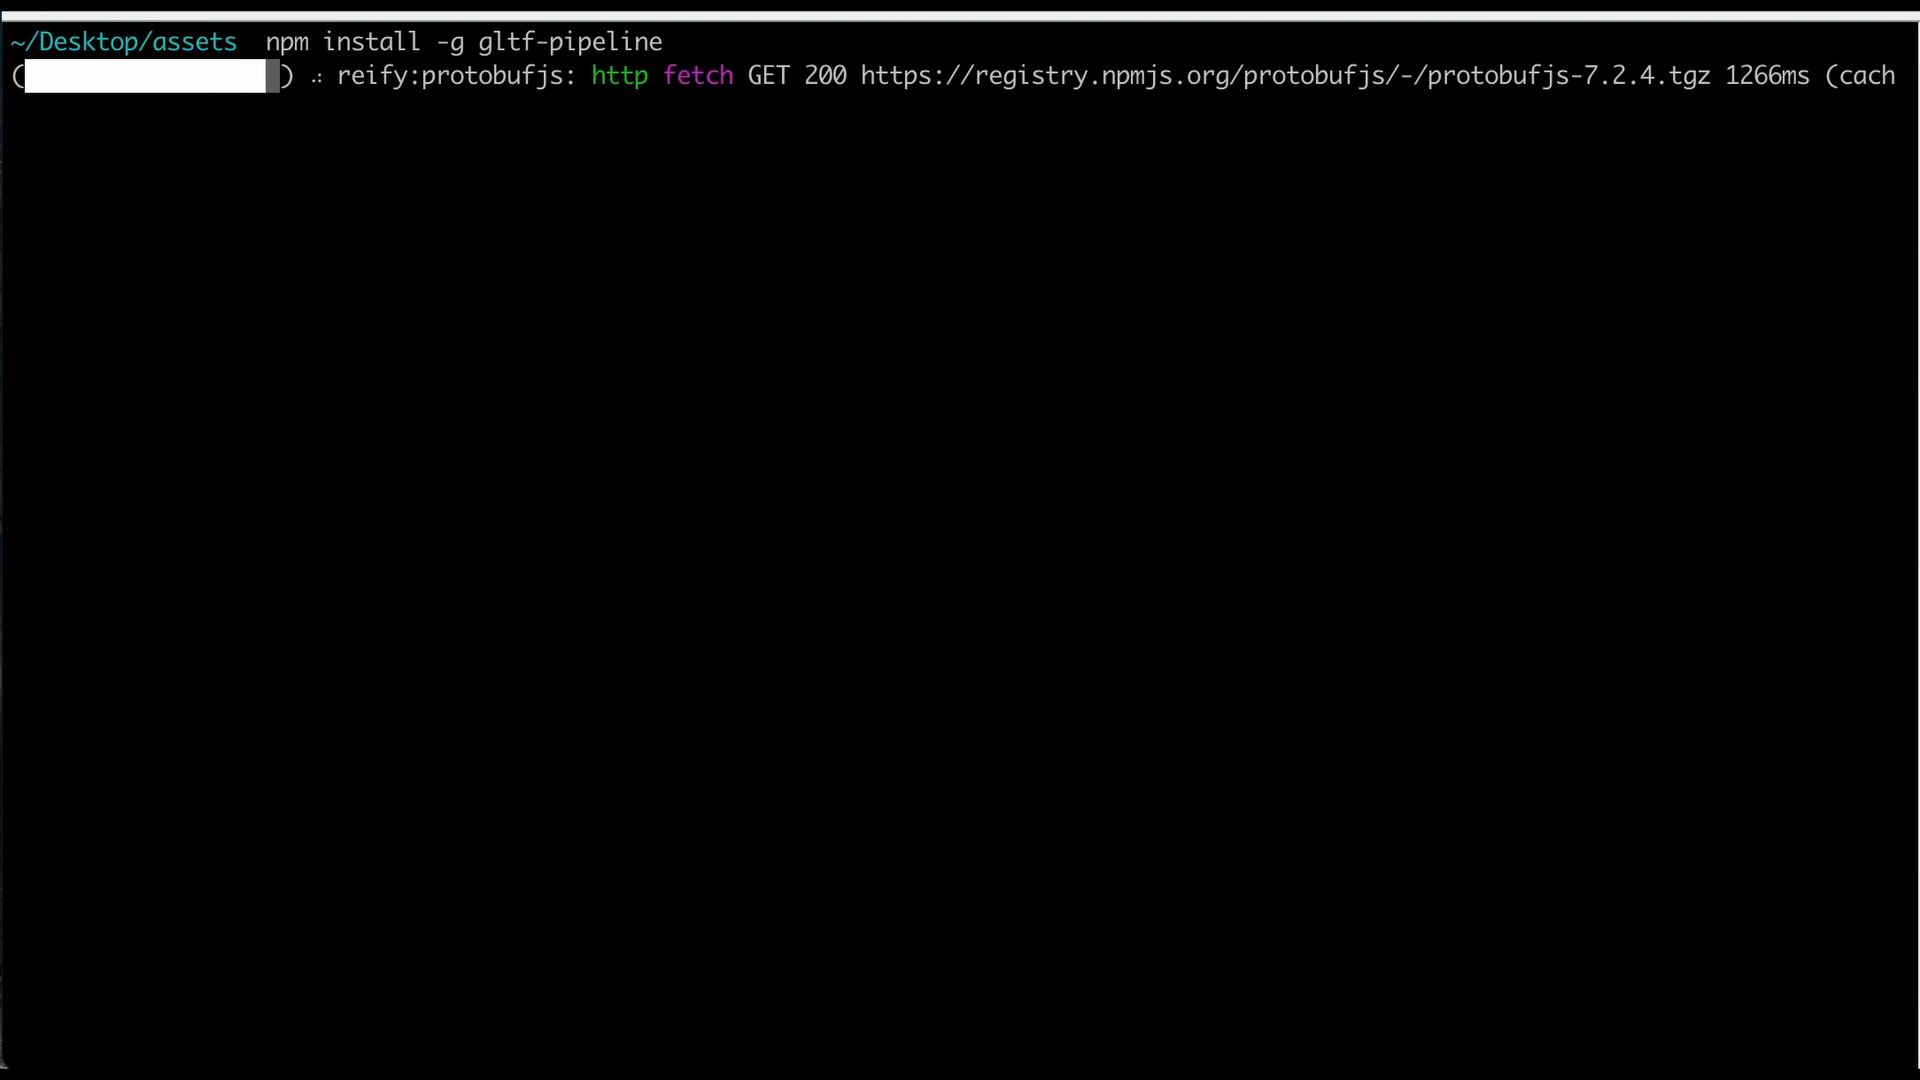 ~/Desktop/assets  npm install -g gltf-pipeline
() ⠴ reify:protobufjs: http fetch GET 200 https://registry.npmjs.org/protobufjs/-/protobufjs-7.2.4.tgz 1266ms (cach